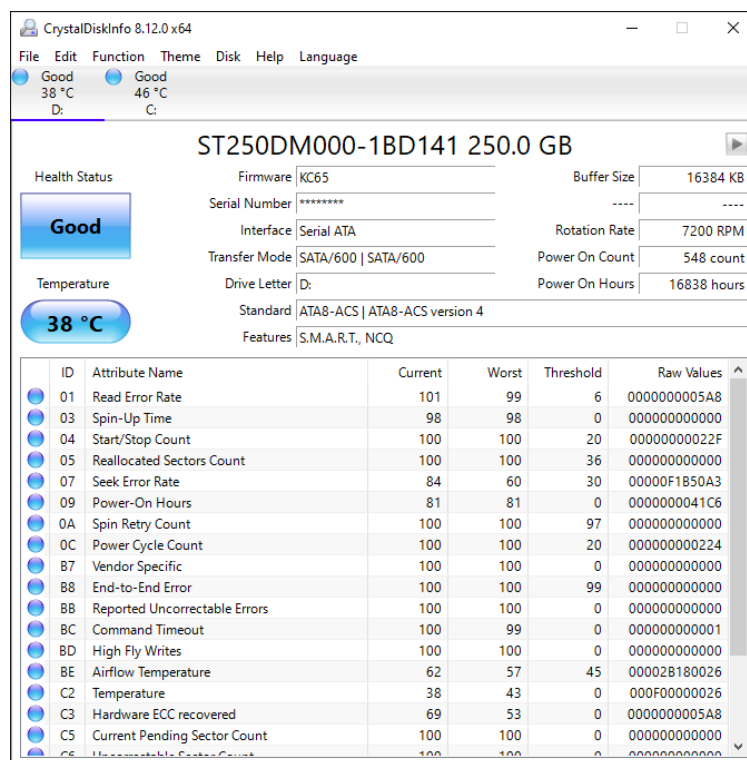 CrystalDiskInfo 8.12.0 x64
File Edit Function Theme Disk Help Language
Good Good
38 °C 46 °C
D: C:
ST250DM000-1BD141 250.0 GB
Health Status
Good
Temperature
38 °C
Firmware KC65 Buffer Size 16384 KB
Serial Number ******** ---- ----
Interface Serial ATA Rotation Rate 7200 RPM
Transfer Mode SATA/600 | SATA/600 Power On Count 548 count
Drive Letter D: Power On Hours 16838 hours
Standard ATA8-ACS | ATA8-ACS version 4
Features S.M.A.R.T., NCQ
ID Attribute Name Current Worst Threshold Raw Values
01 Read Error Rate 101 99 6 0000000005A8
03 Spin-Up Time 98 98 0 000000000000
04 Start/Stop Count 100 100 20 00000000022F
05 Reallocated Sectors Count 100 100 36 000000000000
07 Seek Error Rate 84 60 30 00000F1B50A3
09 Power-On Hours 81 81 0 0000000041C6
0A Spin Retry Count 100 100 97 000000000000
0C Power Cycle Count 100 100 20 000000000224
B7 Vendor Specific 100 100 0 000000000000
B8 End-to-End Error 100 100 99 000000000000
BB Reported Uncorrectable Errors 100 100 0 000000000000
BC Command Timeout 100 99 0 000000000001
BD High Fly Writes 100 100 0 000000000000
BE Airflow Temperature 62 57 45 00002B180026
C2 Temperature 38 43 0 000F00000026
C3 Hardware ECC recovered 69 53 0 0000000005A8
C5 Current Pending Sector Count 100 100 0 000000000000